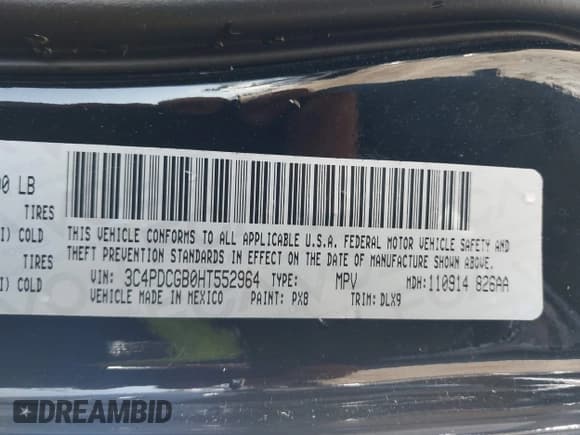 00 LB
TIRES
I) COLD
TIRES
I) COLD
THIS VEHICLE CONFORMS TO ALL APPLICABLE U.S.A. FEDERAL MOTOR VEHICLE SAFETY AND
THEFT PREVENTION STANDARDS IN EFFECT ON THE DATE OF MANUFACTURE SHOWN ABOVE.
VIN: 3C4PDCGB0HT552964 TYPE: MPV MDH:110914 826AA
VEHICLE MADE IN MEXICO PAINT: PX8 TRIM: DLX9
DREAMBID